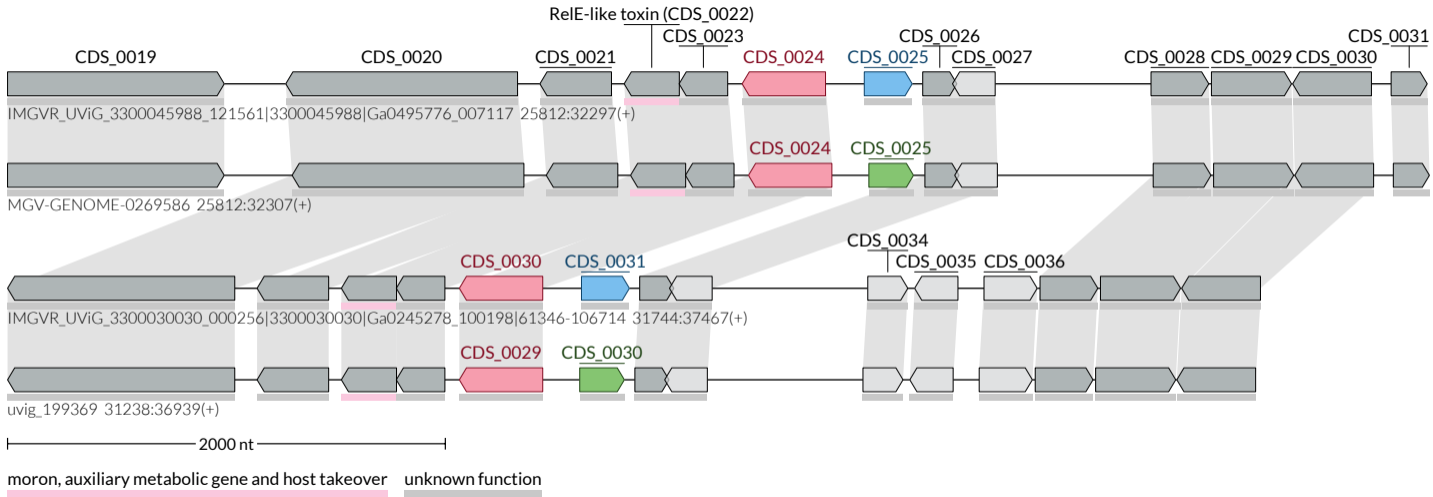 RelE-like toxin (CDS_0022)
CDS_0023 CDS_0026 CDS_0031
CDS_0019 CDS_0020 CDS_0021 CDS_0024 CDS_0025 CDS_0027 CDS_0028 CDS_0029 CDS_0030
IMGVR_UViG_3300045988_121561|3300045988|Ga0495776_007117 25812:32297(+)
CDS_0024 CDS_0025
MGV-GENOME-0269586 25812:32307(+)
CDS_0034
CDS_0030 CDS_0031 CDS_0035 CDS_0036
IMGVR_UViG_3300030030_000256|3300030030|Ga0245278_100198|61346-106714 31744:37467(+)
CDS_0029 CDS_0030
uvig_199369 31238:36939(+)
2000 nt
moron, auxiliary metabolic gene and host takeover unknown function